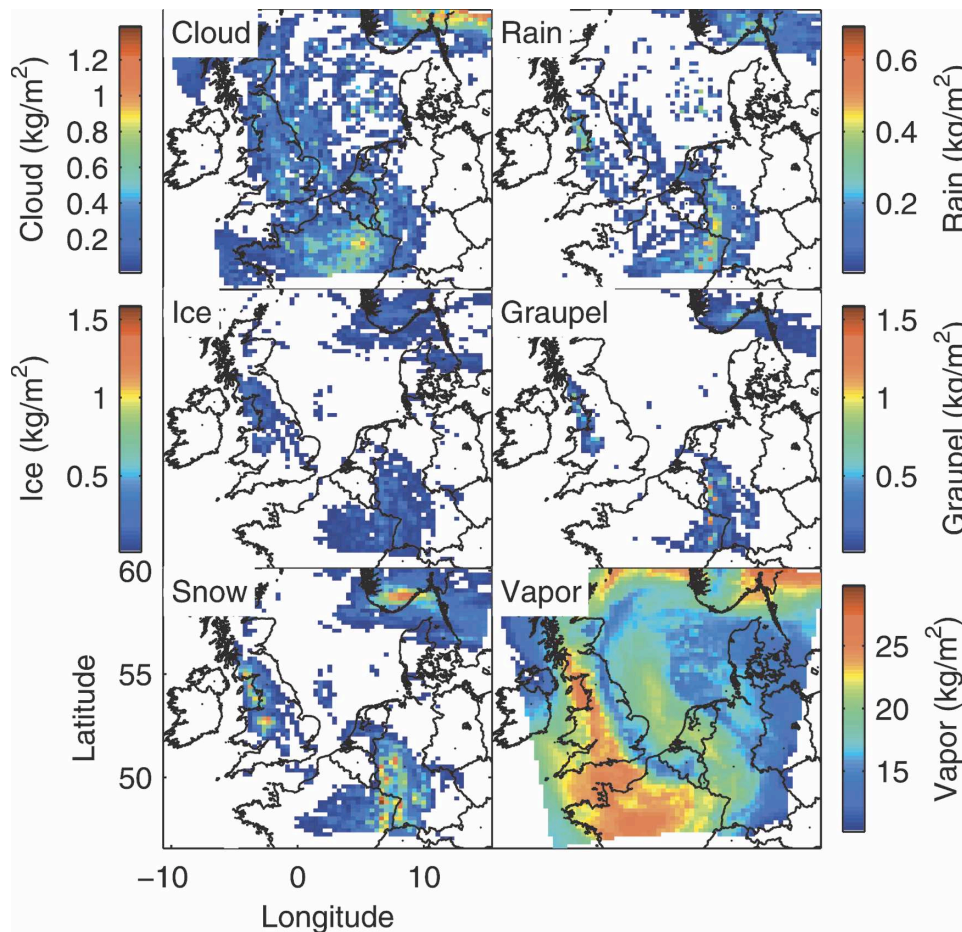 Cloud
Rain
Cloud (kg/m²)
1.2
1
0.8
0.6
0.4
0.2
Rain (kg/m²)
0.6
0.4
0.2
Ice
Graupel
Ice (kg/m²)
1.5
1
0.5
Graupel (kg/m²)
1.5
1
0.5
Snow
Vapor
Latitude
60
55
50
Vapor (kg/m²)
25
20
15
−10
0
10
Longitude